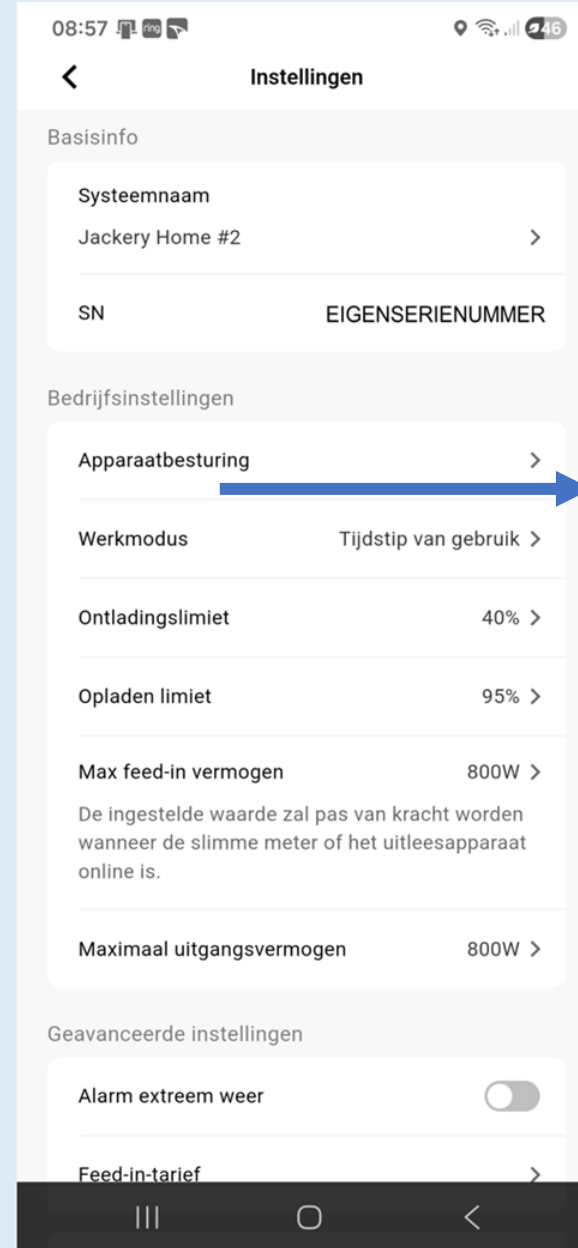 08:57 ring 46
Instellingen
Basisinfo
Systeemnaam
Jackery Home #2
SN EIGENSERIENUMMER
Bedrijfsinstellingen
Apparaatbesturing
Werkmodus Tijdstip van gebruik
Ontladingslimiet 40%
Opladen limiet 95%
Max feed-in vermogen 800W
De ingestelde waarde zal pas van kracht worden
wanneer de slimme meter of het uitleesapparaat
online is.
Maximaal uitgangsvermogen 800W
Geavanceerde instellingen
Alarm extreem weer
Feed-in-tarief